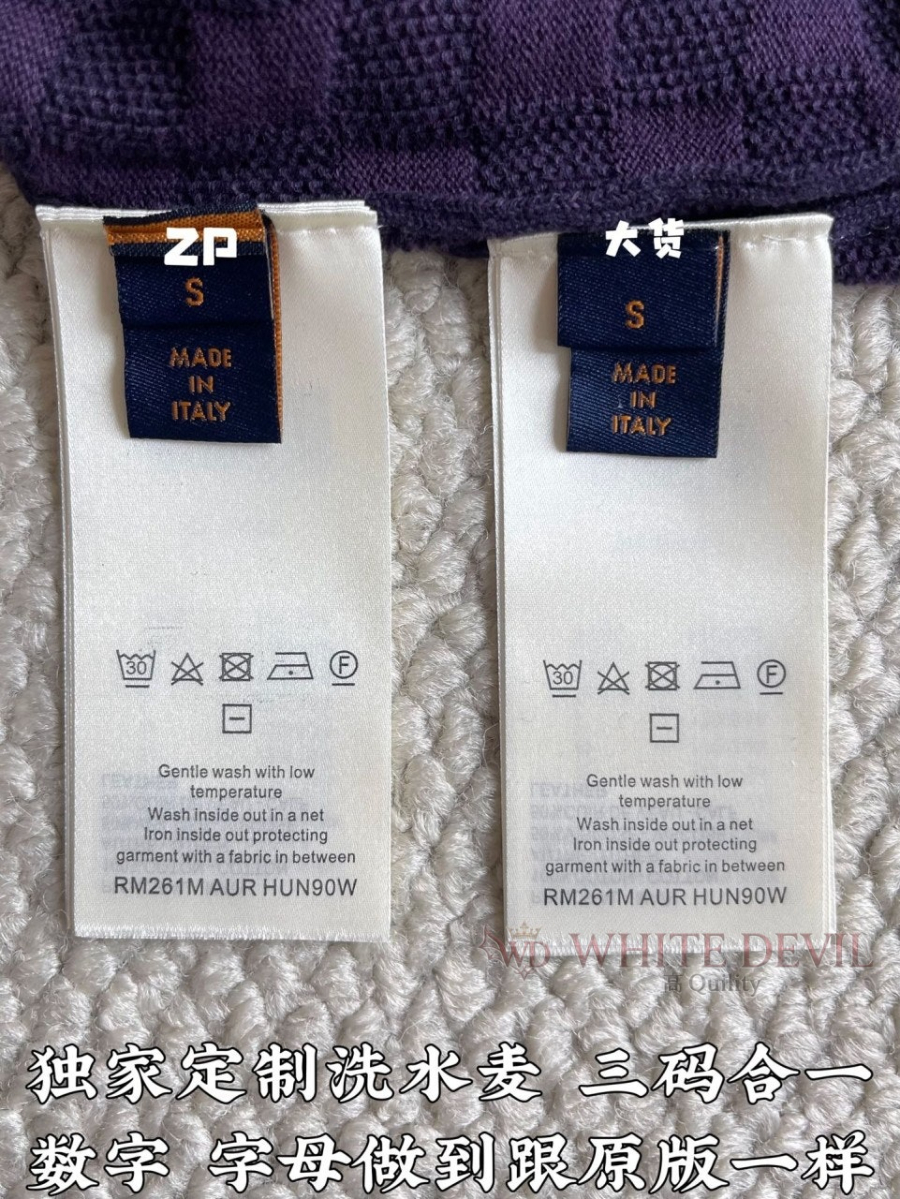 ZP
S
MADE
IN
ITALY
30
F
Gentle wash with low
temperature
Wash inside out in a net
Iron inside out protecting
garment with a fabric in between
RM261M AUR HUN90W
大货
S
MADE
IN
ITALY
30
F
Gentle wash with low
temperature
Wash inside out in a net
Iron inside out protecting
garment with a fabric in between
RM261M AUR HUN90W
WD WHITE DEVIL
高 Quility
独家定制洗水麦 三码合一
数字 字母做到跟原版一样